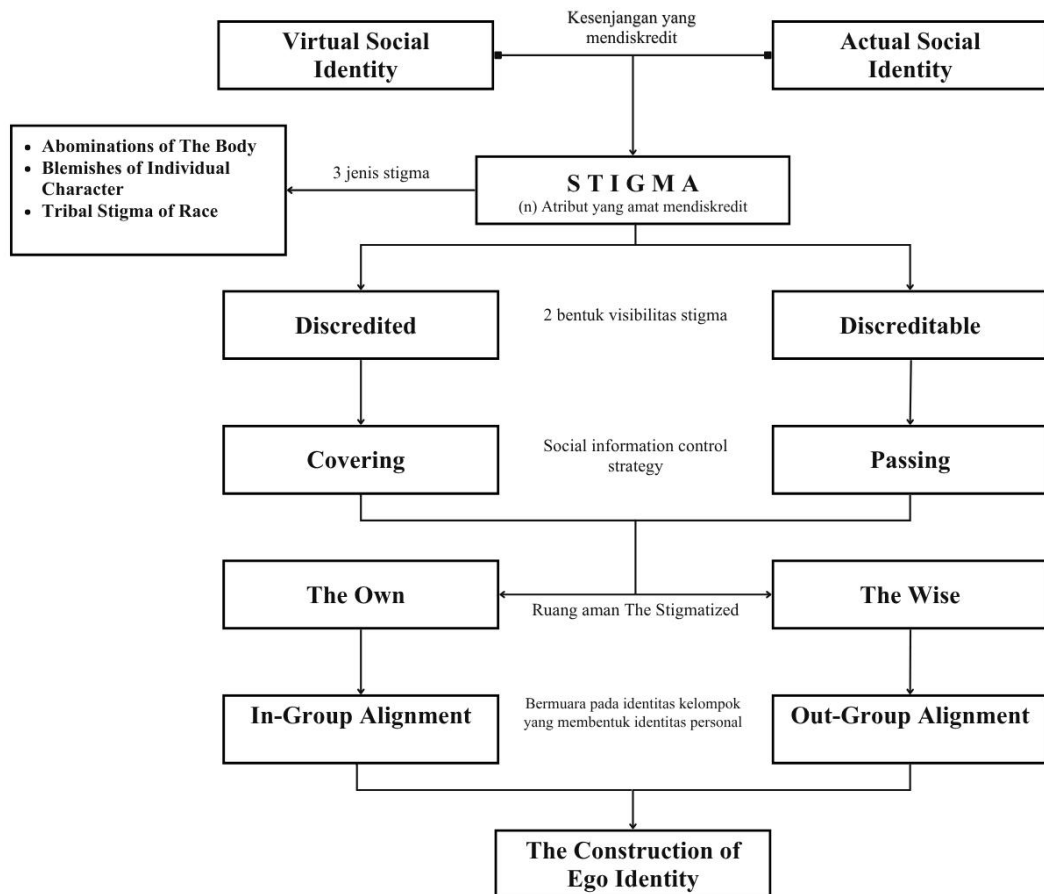 Virtual Social
Identity
Kesenjangan yang
mendiskredit
Actual Social
Identity
• Abominations of The Body
• Blemishes of Individual
Character
• Tribal Stigma of Race
3 jenis stigma
S T I G M A
(n) Atribut yang amat mendiskredit
Discredited
2 bentuk visibilitas stigma
Discreditable
Covering
Social information control
strategy
Passing
The Own
Ruang aman The Stigmatized
The Wise
In-Group Alignment
Bermuara pada identitas kelompok
yang membentuk identitas personal
Out-Group Alignment
The Construction of
Ego Identity